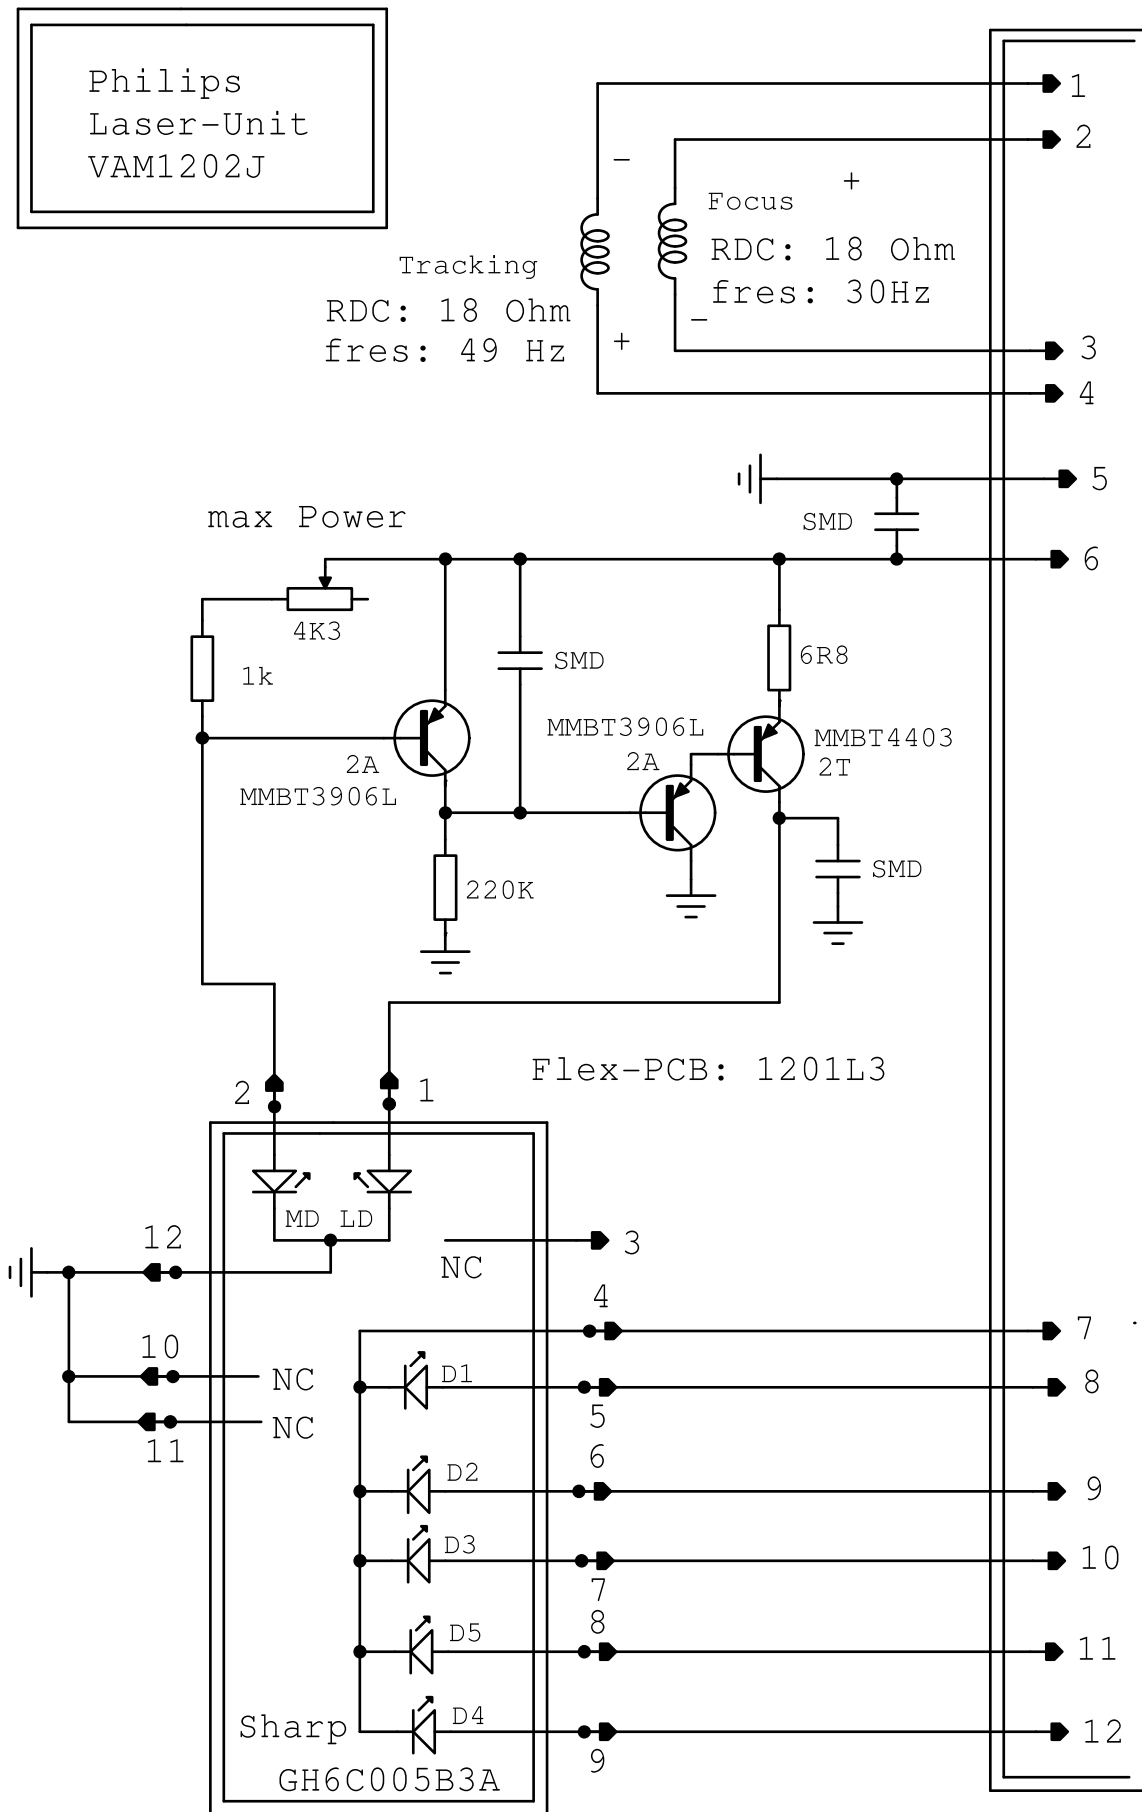 Philips
Laser-Unit
VAM1202J
1
2
-
+
Focus
RDC: 18 Ohm
fres: 30Hz
-
Tracking
RDC: 18 Ohm
fres: 49 Hz
+
3
4
5
SMD
max Power
6
4K3
1k
SMD
6R8
MMBT3906L
2A
MMBT4403
2T
2A
MMBT3906L
220K
SMD
Flex-PCB: 1201L3
2
1
MD LD
12
3
NC
4
7
10
NC
D1
8
5
11
NC
6
D2
9
D3
10
7
8
D5
11
Sharp
D4
12
9
GH6C005B3A